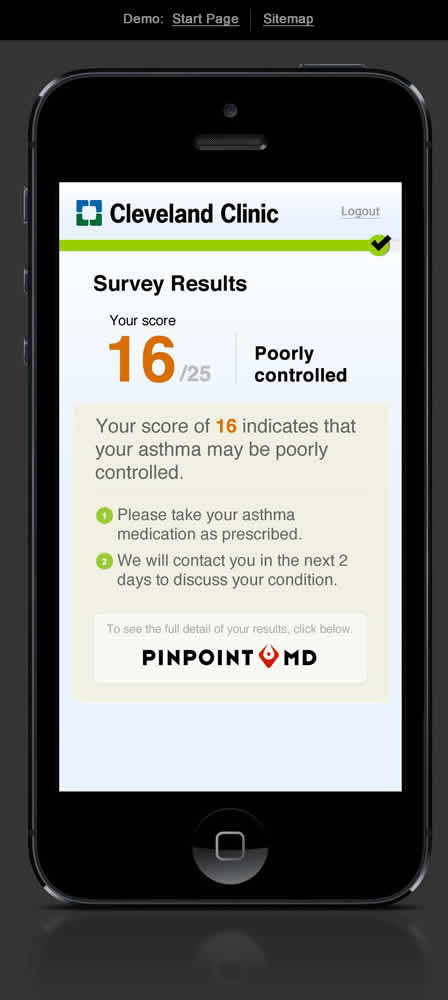 Demo: Start Page Sitemap
Cleveland Clinic Logout
Survey Results
Your score
16/25
Poorly
controlled
Your score of 16 indicates that
your asthma may be poorly
controlled.
1 Please take your asthma
medication as prescribed.
2 We will contact you in the next 2
days to discuss your condition.
To see the full detail of your results, click below.
PINPOINT MD